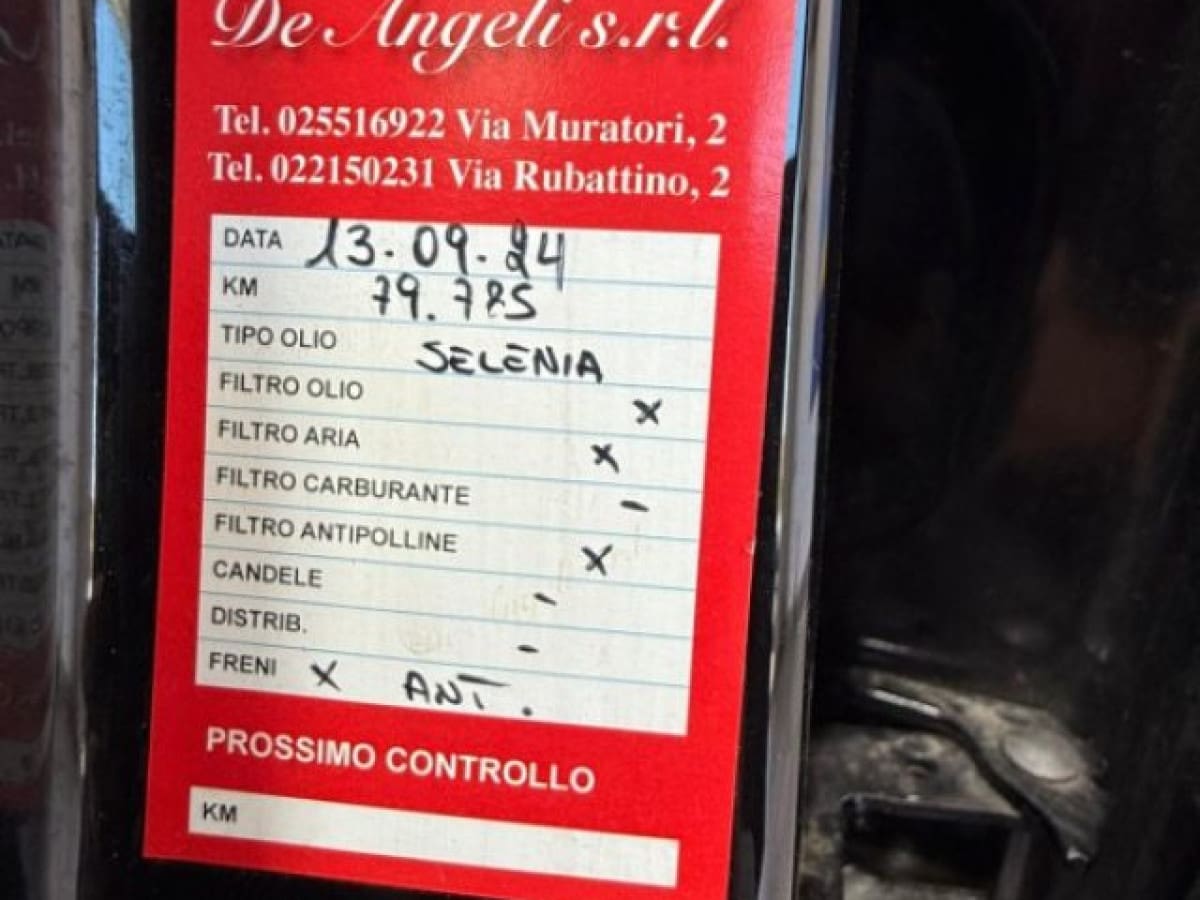 De Angeli s.r.l.
Tel. 025516922 Via Muratori, 2
Tel. 022150231 Via Rubattino, 2
DATA 13.09.24
KM 79.785
TIPO OLIO SELENIA
FILTRO OLIO x
FILTRO ARIA x
FILTRO CARBURANTE -
FILTRO ANTIPOLLINE x
CANDELE -
DISTRIB. -
FRENI x ANT.
PROSSIMO CONTROLLO
KM